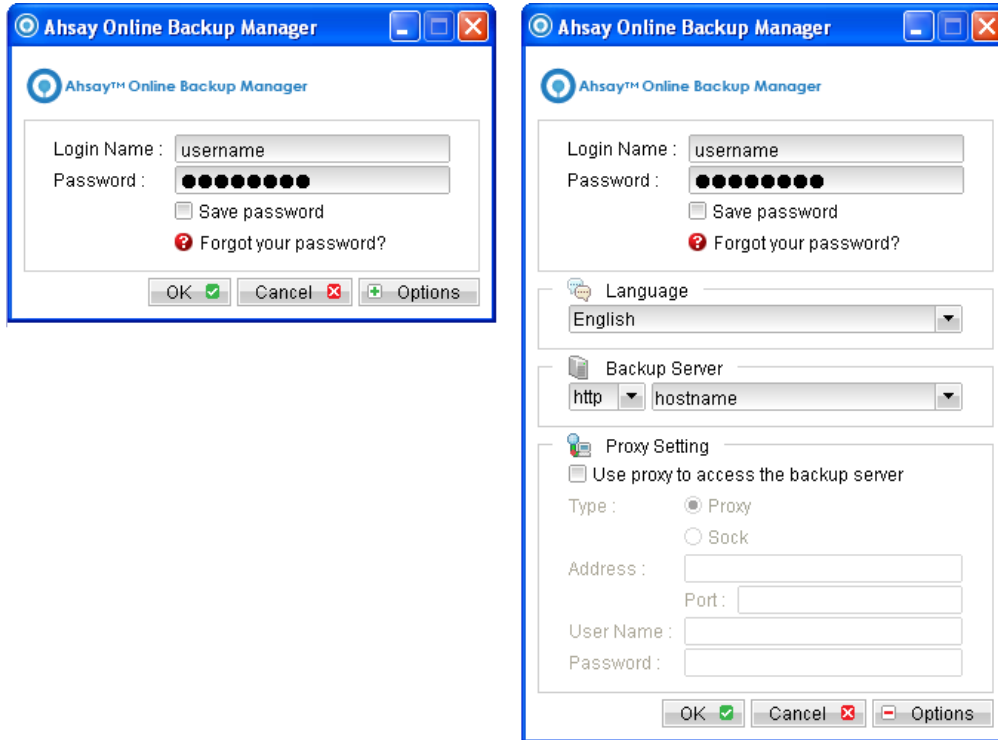 Ahsay Online Backup Manager
Ahsay™ Online Backup Manager
Login Name : username
Password : ●●●●●●●●
Save password
Forgot your password?
OK Cancel Options
Ahsay Online Backup Manager
Ahsay™ Online Backup Manager
Login Name : username
Password : ●●●●●●●●
Save password
Forgot your password?
Language
English
Backup Server
http hostname
Proxy Setting
Use proxy to access the backup server
Type : Proxy
Sock
Address :
Port :
User Name :
Password :
OK Cancel Options